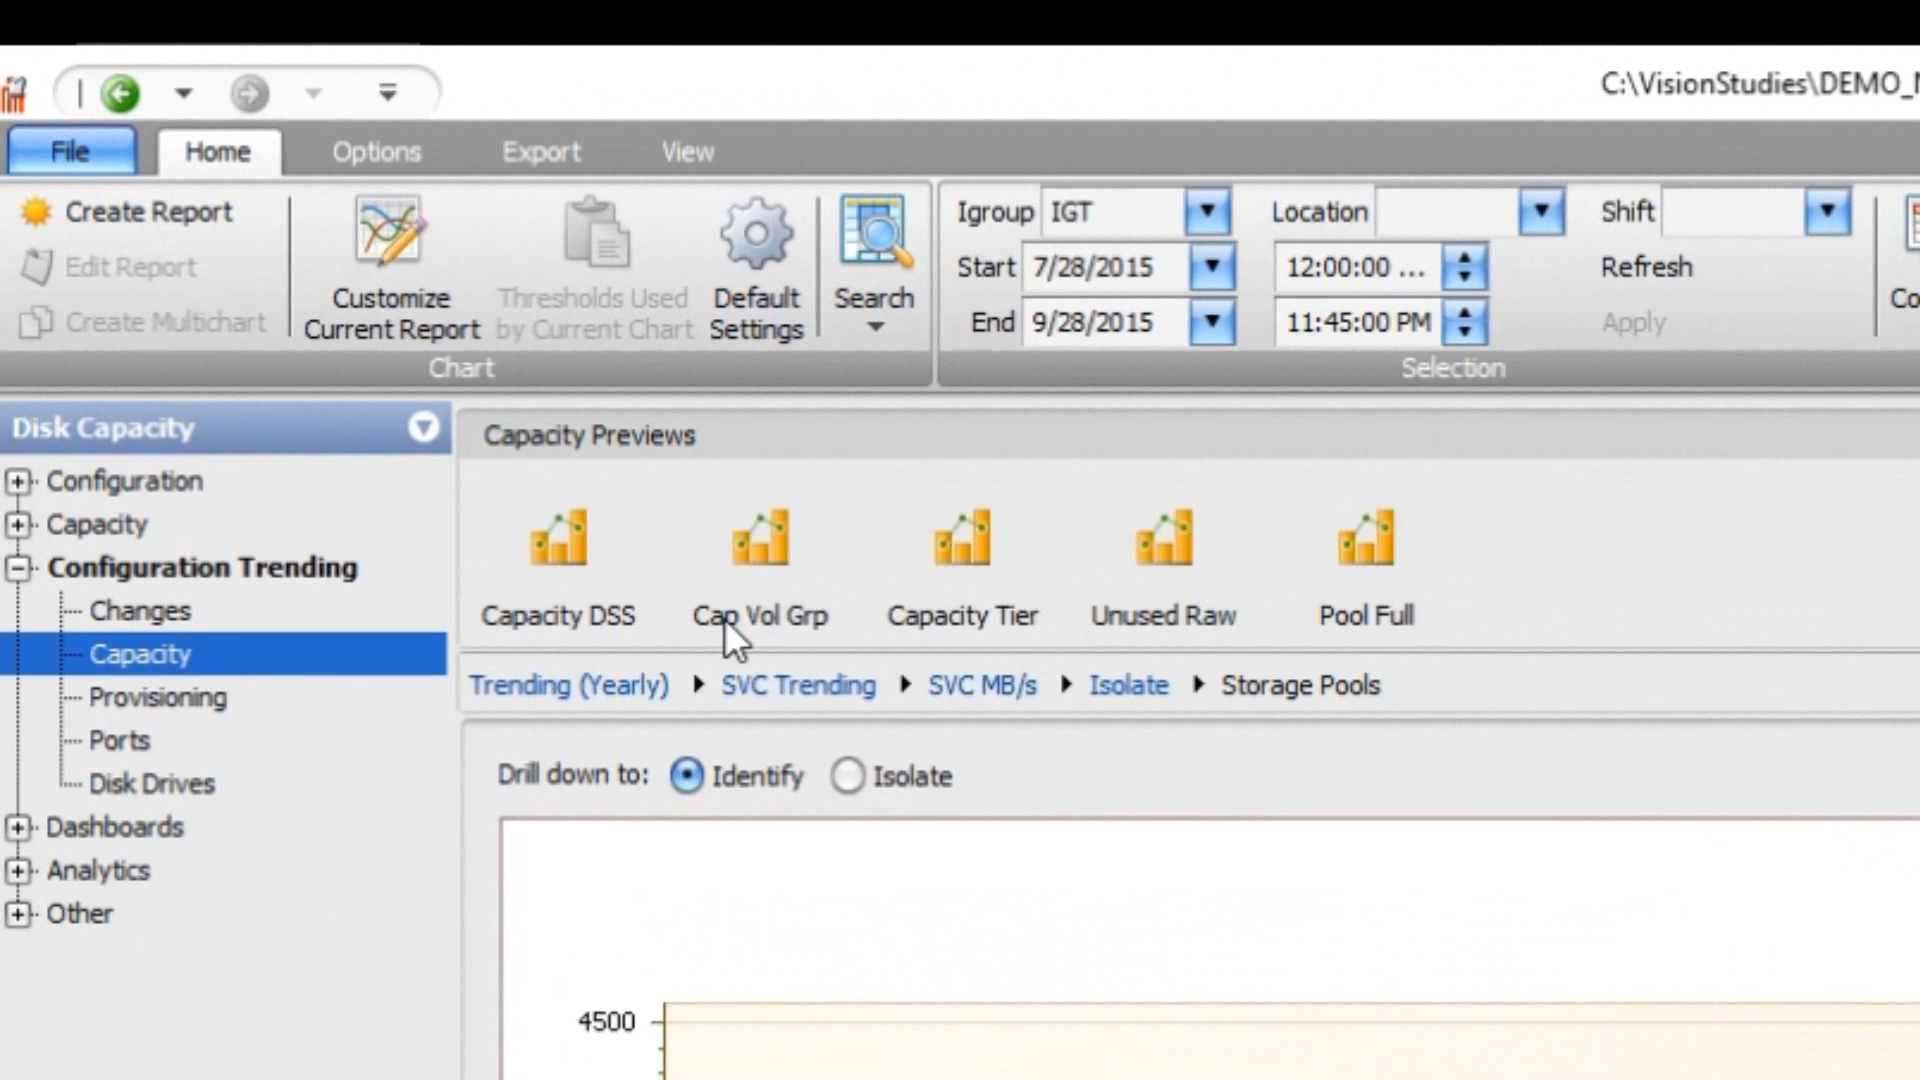 C:\VisionStudies\DEMO_
File Home Options Export View
Create Report
Edit Report
Create Multichart
Customize
Current Report
Thresholds Used
by Current Chart
Default
Settings
Search
Chart
Igroup IGT Location Shift
Start 7/28/2015 12:00:00 ... Refresh
End 9/28/2015 11:45:00 PM Apply
Selection
Disk Capacity
Configuration
Capacity
Configuration Trending
Changes
Capacity
Provisioning
Ports
Disk Drives
Dashboards
Analytics
Other
Capacity Previews
Capacity DSS Cap Vol Grp Capacity Tier Unused Raw Pool Full
Trending (Yearly) SVC Trending SVC MB/s Isolate Storage Pools
Drill down to: Identify Isolate
4500